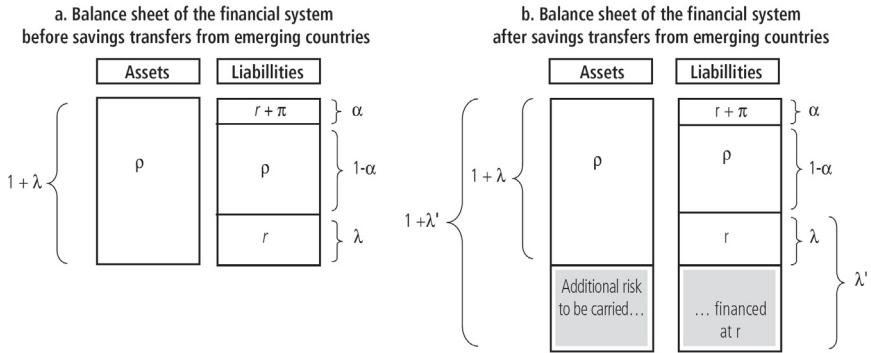 a. Balance sheet of the financial system
before savings transfers from emerging countries
Assets
Liabillities
r + π
α
ρ
ρ
1-α
1 + λ
r
λ
b. Balance sheet of the financial system
after savings transfers from emerging countries
Assets
Liabillities
r + π
α
ρ
ρ
1-α
1 + λ
1 +λ'
r
λ
λ'
Additional risk
to be carried…
… financed
at r